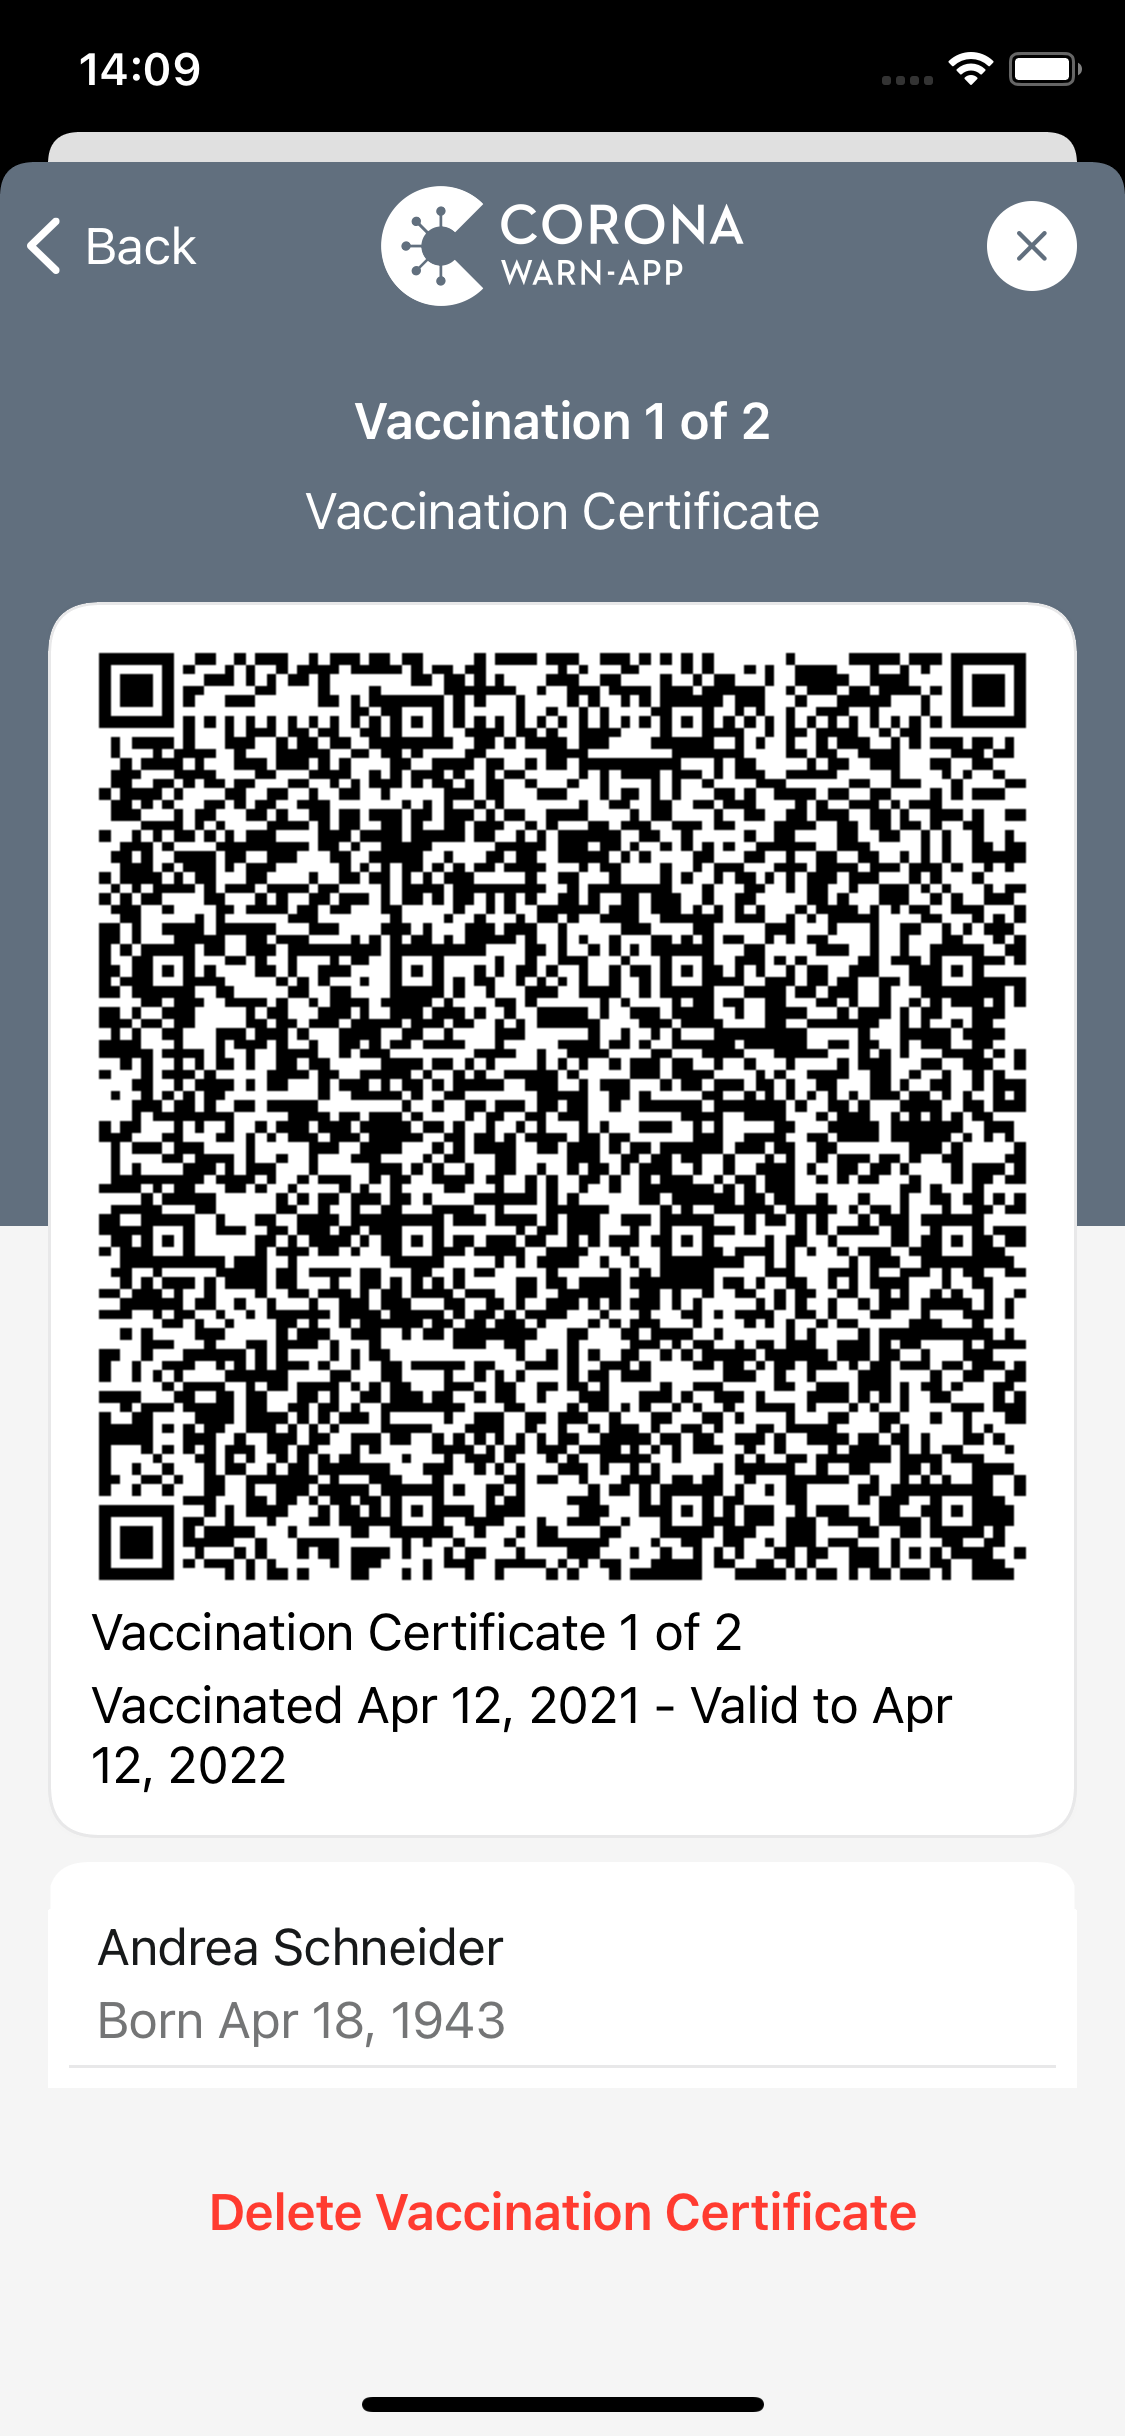 14:09
Back
CORONA
WARN-APP
Vaccination 1 of 2
Vaccination Certificate
Vaccination Certificate 1 of 2
Vaccinated Apr 12, 2021 - Valid to Apr
12, 2022
Andrea Schneider
Born Apr 18, 1943
Delete Vaccination Certificate